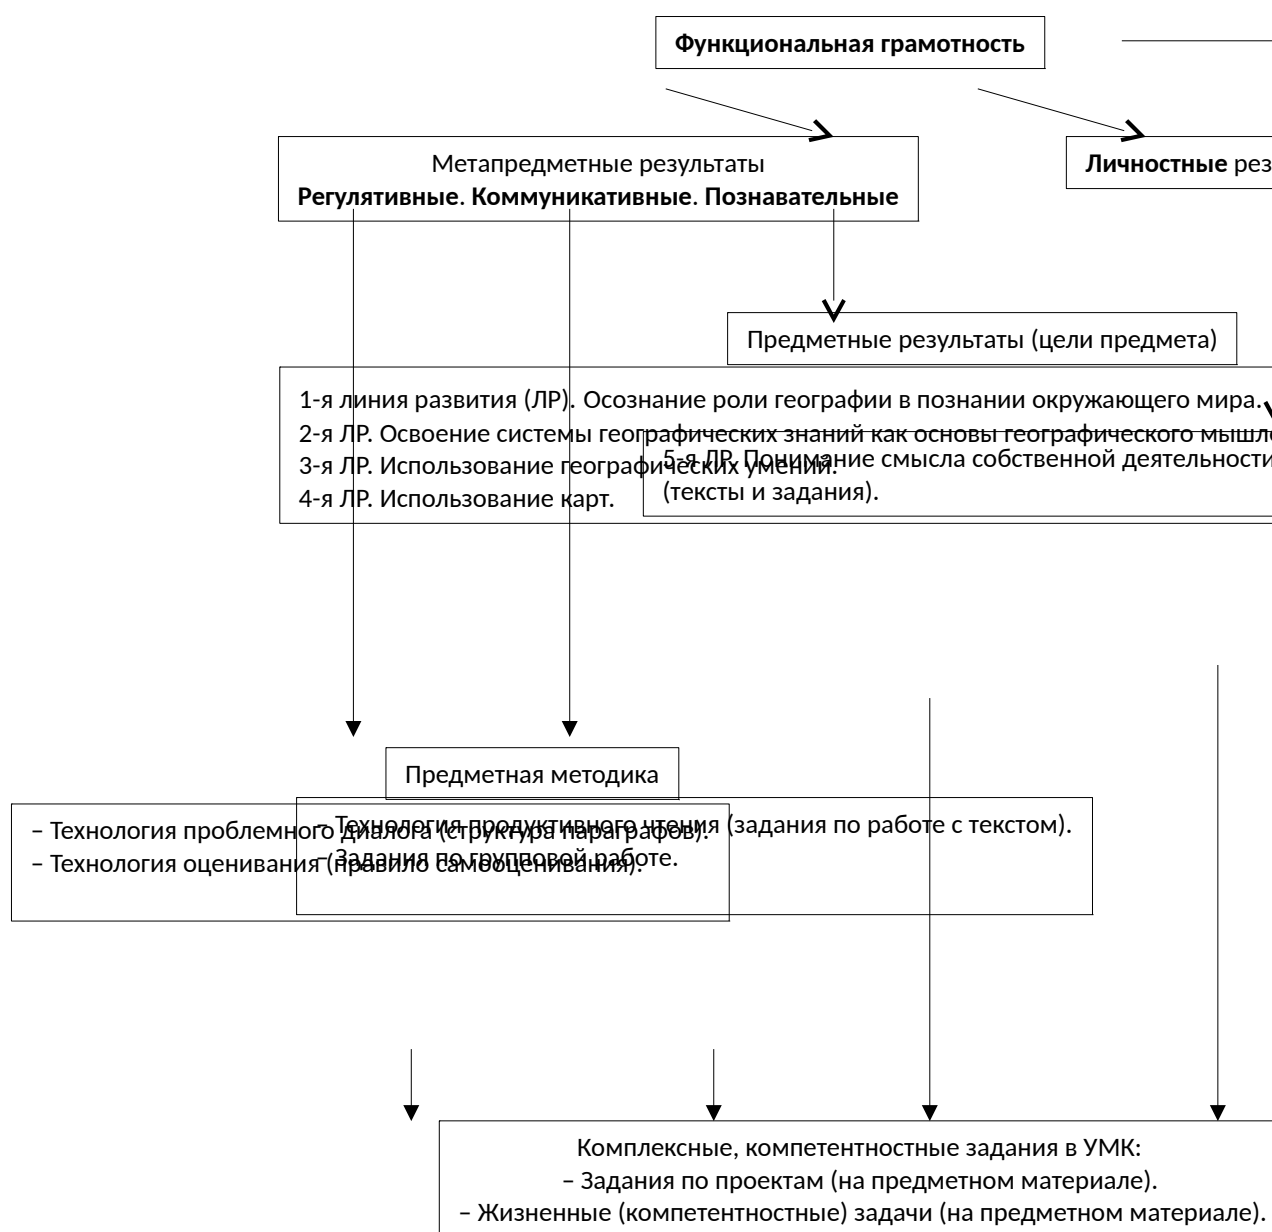 Функциональная грамотность
Метапредметные результаты
Регулятивные. Коммуникативные. Познавательные
Личностные рез
Предметные результаты (цели предмета)
1-я линия развития (ЛР). Осознание роли географии в познании окружающего мира.
2-я ЛР. Освоение системы географических знаний как основы географического мышл
3-я ЛР. Использование географических умений.
4-я ЛР. Использование карт.
5-я ЛР. Понимание смысла собственной деятельности
(тексты и задания).
Предметная методика
– Технология проблемного диалога (структура параграфов).
– Технология оценивания (правило самооценивания).
– Технология продуктивного чтения (задания по работе с текстом).
– Задания по групповой работе.
Комплексные, компетентностные задания в УМК:
– Задания по проектам (на предметном материале).
– Жизненные (компетентностные) задачи (на предметном материале).